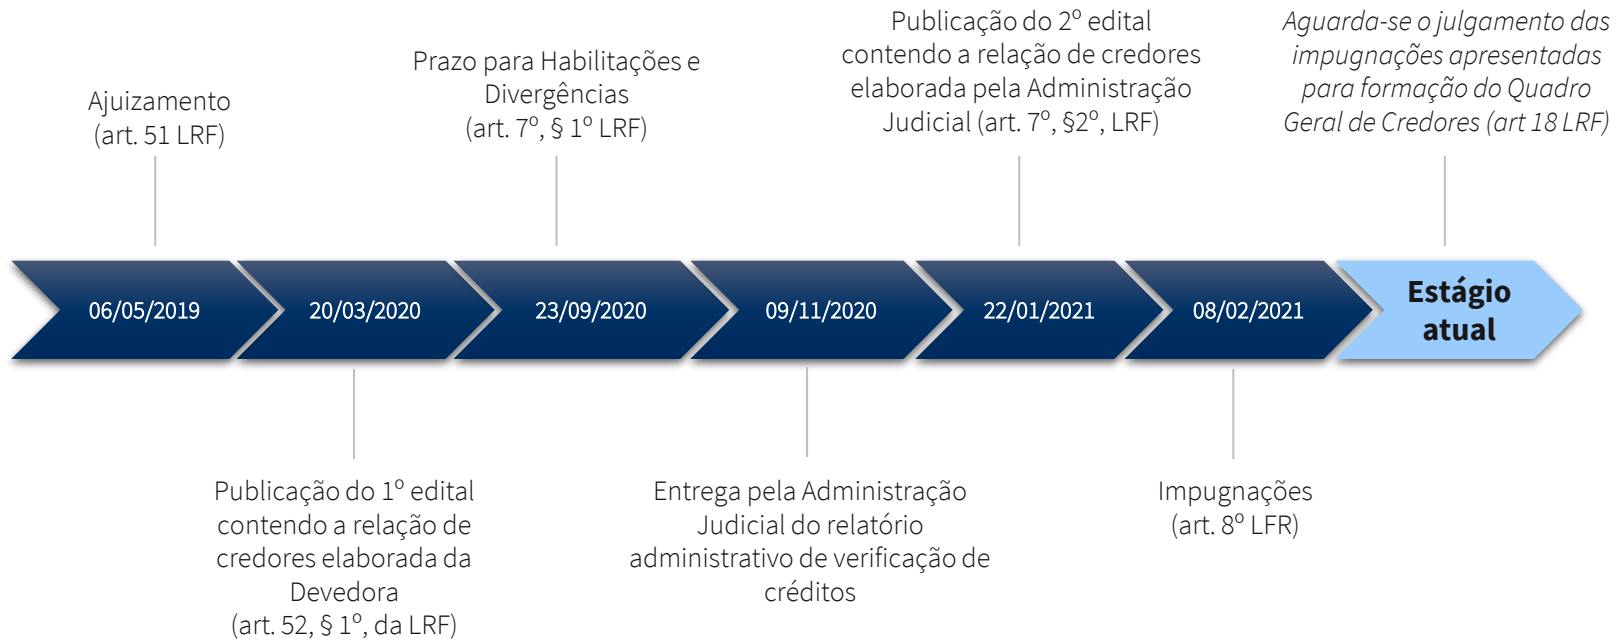 Ajuizamento
(art. 51 LRF)
Prazo para Habilitações e
Divergências
(art. 7º, § 1º LRF)
Publicação do 2º edital
contendo a relação de credores
elaborada pela Administração
Judicial (art. 7º, §2º, LRF)
Aguarda-se o julgamento das
impugnações apresentadas
para formação do Quadro
Geral de Credores (art 18 LRF)
06/05/2019
20/03/2020
23/09/2020
09/11/2020
22/01/2021
08/02/2021
Estágio
atual
Publicação do 1º edital
contendo a relação de
credores elaborada da
Devedora
(art. 52, § 1º, da LRF)
Entrega pela Administração
Judicial do relatório
administrativo de verificação de
créditos
Impugnações
(art. 8º LFR)